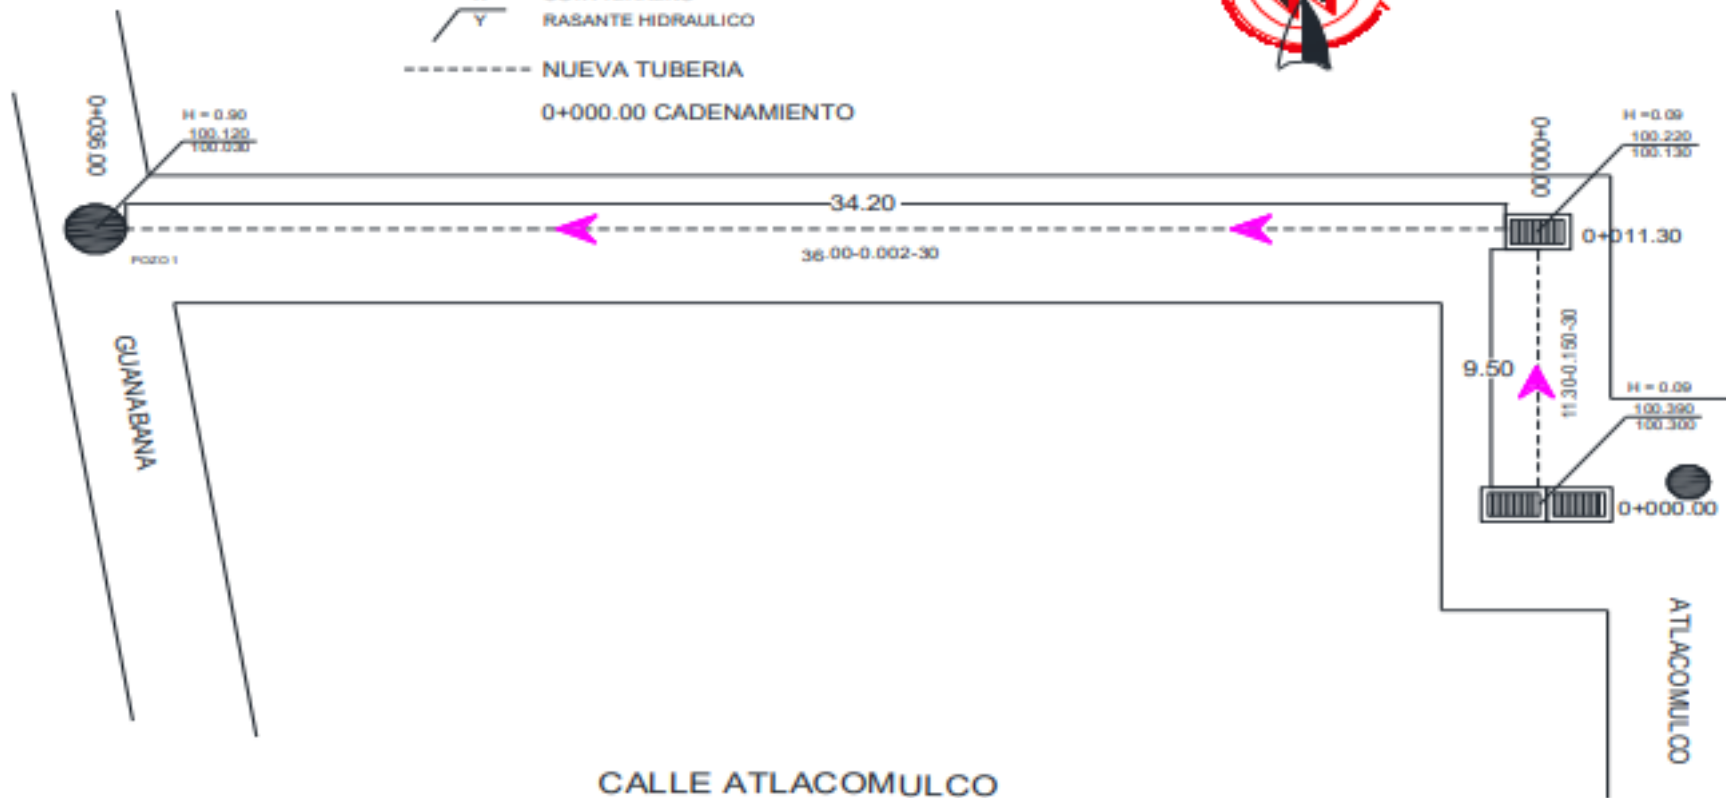 Y
RASANTE HIDRAULICO
NUEVA TUBERIA
0+000.00 CADENAMIENTO
0+036.00
H = 0.90
100.120
100.030
0+000.00
H =0.09
100.220
100.130
34.20
0+011.30
36.00-0.002-30
POZO 1
GUANABANA
9.50
11.30-0.150-30
H = 0.09
100.390
100.300
0+000.00
ATLACOMULCO
CALLE ATLACOMULCO